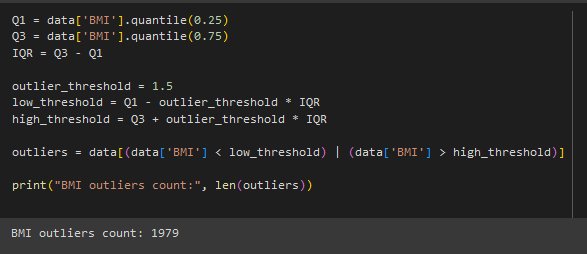 Q1 = data['BMI'].quantile(0.25)
Q3 = data['BMI'].quantile(0.75)
IQR = Q3 - Q1
outlier_threshold = 1.5
low_threshold = Q1 - outlier_threshold * IQR
high_threshold = Q3 + outlier_threshold * IQR
outliers = data[(data['BMI'] < low_threshold) | (data['BMI'] > high_threshold)]
print("BMI outliers count:", len(outliers))
BMI outliers count: 1979